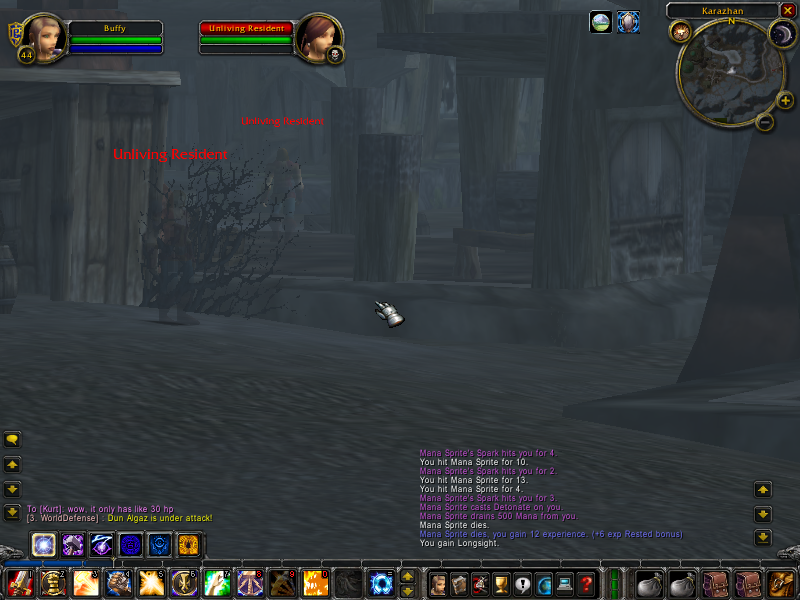 Buffy
44
Unliving Resident
Karazhan
N
Unliving Resident
Unliving Resident
Mana Sprite's Spark hits you for 4.
You hit Mana Sprite for 10.
Mana Sprite's Spark hits you for 2.
You hit Mana Sprite for 13.
You hit Mana Sprite for 4.
Mana Sprite's Spark hits you for 3.
Mana Sprite casts Detonate on you.
Mana Sprite drains 500 Mana from you.
Mana Sprite dies.
Mana Sprite dies, you gain 12 experience. (+6 exp Rested bonus)
You gain Longsight.
To [Kurt]: wow, it only has like 30 hp
[3. WorldDefense] : Dun Algaz is under attack!